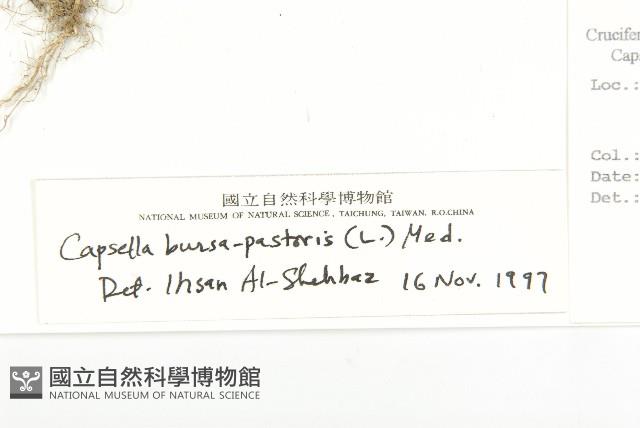 Crucifer
Caps
Loc.:
Col.:
Date:
Det.:
國立自然科學博物館
NATIONAL MUSEUM OF NATURAL SCIENCE, TAICHUNG, TAIWAN, R.O.CHINA
Capsella bursa-pastoris (L.) Med.
Det. Ihsan Al-Shehbaz 16 Nov. 1997
國立自然科學博物館
NATIONAL MUSEUM OF NATURAL SCIENCE